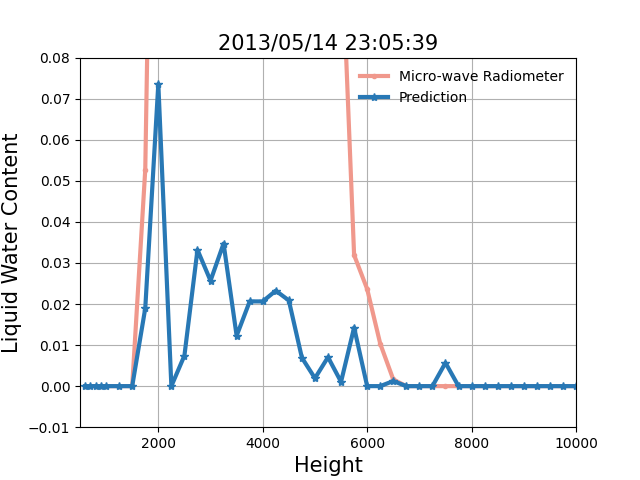 2013/05/14 23:05:39
Micro-wave Radiometer
Prediction
0.08
0.07
0.06
0.05
0.04
0.03
0.02
0.01
0.00
−0.01
Liquid Water Content
2000 4000 6000 8000 10000
Height